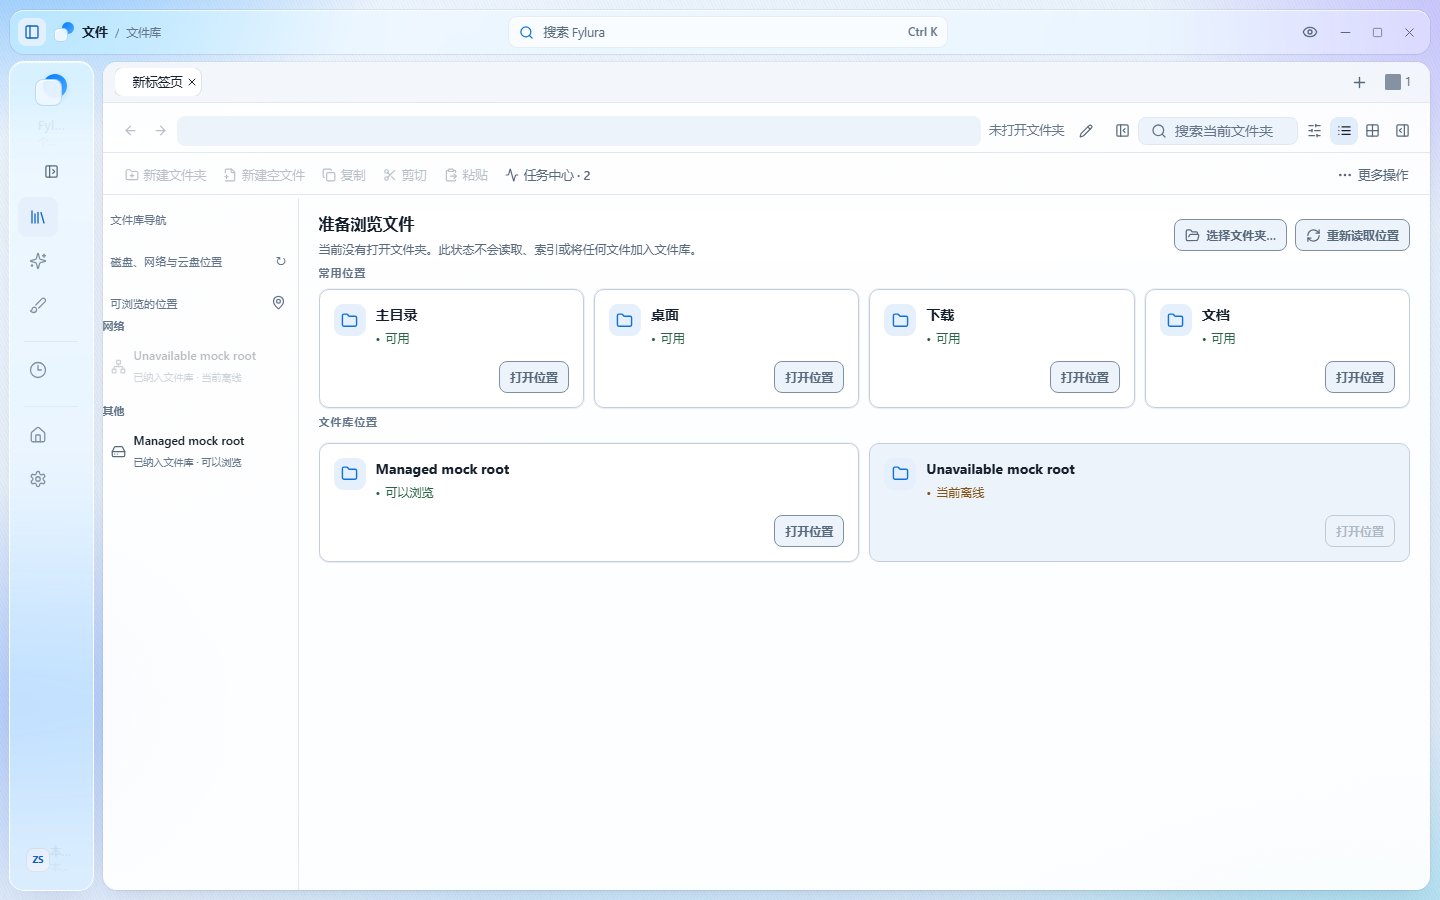 文件 / 文件库
搜索 Fylura
Ctrl K
Fyl...
新标签页
1
未打开文件夹
搜索当前文件夹
新建文件夹
新建空文件
复制
剪切
粘贴
任务中心 · 2
更多操作
文件库导航
磁盘、网络与云盘位置
可浏览的位置
网络
Unavailable mock root
已纳入文件库 · 当前离线
其他
Managed mock root
已纳入文件库 · 可以浏览
准备浏览文件
当前没有打开文件夹。此状态不会读取、索引或将任何文件加入文件库。
选择文件夹...
重新读取位置
常用位置
主目录
• 可用
打开位置
桌面
• 可用
打开位置
下载
• 可用
打开位置
文档
• 可用
打开位置
文件库位置
Managed mock root
• 可以浏览
打开位置
Unavailable mock root
• 当前离线
打开位置
ZS
本...